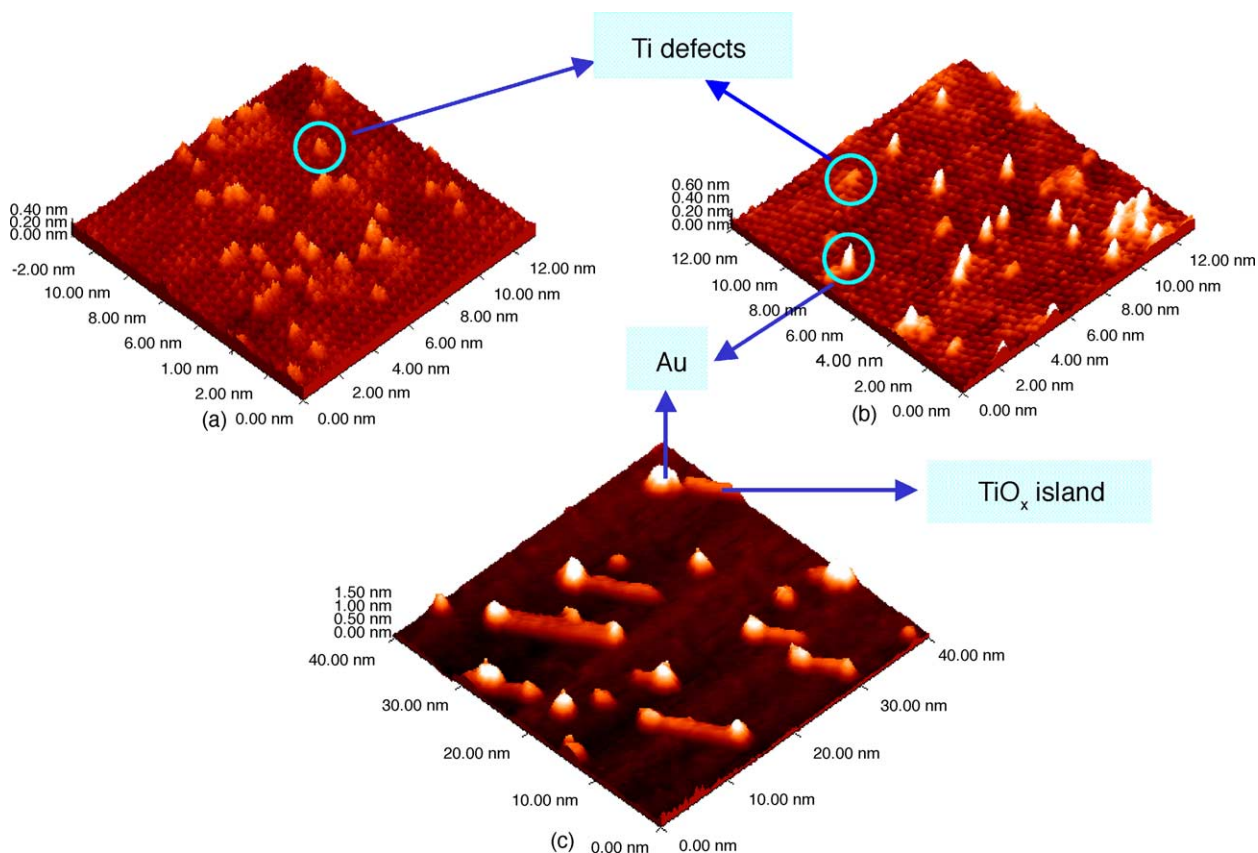 Ti defects
0.40 nm
0.20 nm
0.00 nm
-2.00 nm
10.00 nm
8.00 nm
6.00 nm
1.00 nm
2.00 nm
0.00 nm
0.00 nm
2.00 nm
4.00 nm
6.00 nm
8.00 nm
10.00 nm
12.00 nm
(a)
0.60 nm
0.40 nm
0.20 nm
0.00 nm
12.00 nm
10.00 nm
8.00 nm
6.00 nm
4.00 nm
2.00 nm
0.00 nm
0.00 nm
2.00 nm
4.00 nm
6.00 nm
8.00 nm
10.00 nm
12.00 nm
(b)
Au
TiOx island
1.50 nm
1.00 nm
0.50 nm
0.00 nm
40.00 nm
30.00 nm
20.00 nm
10.00 nm
0.00 nm
0.00 nm
10.00 nm
20.00 nm
30.00 nm
40.00 nm
(c)